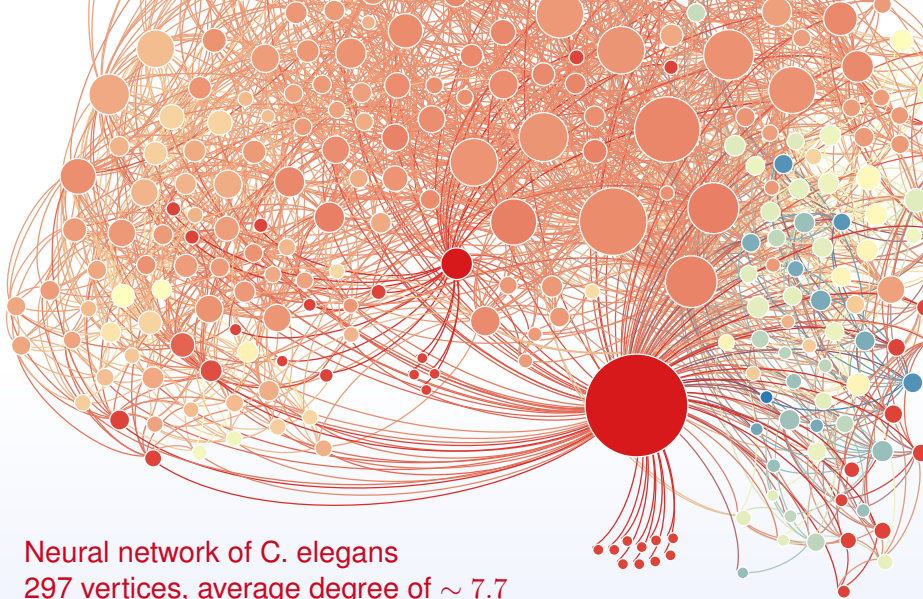 Neural network of C. elegans
297 vertices, average degree of ∼ 7.7